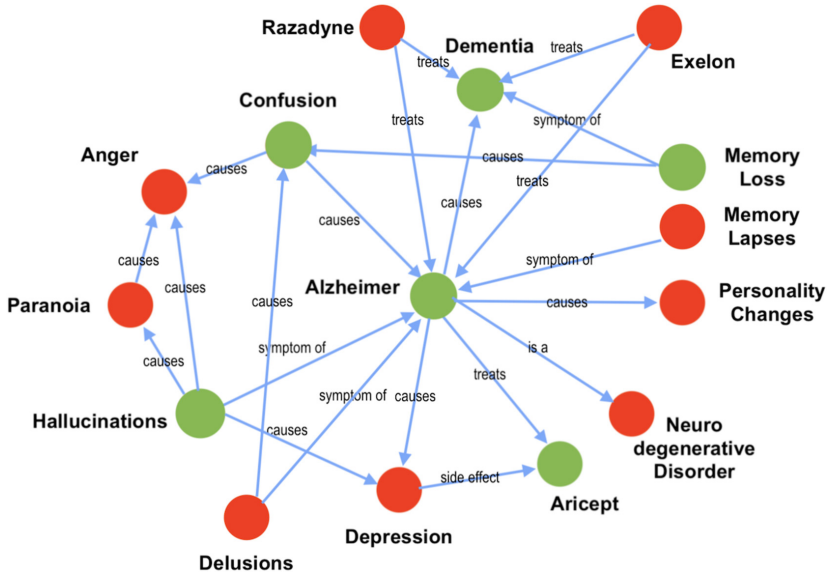 Razadyne
Dementia
treats
Exelon
treats
Confusion
treats
symptom of
Anger
causes
causes
Memory
Loss
treats
causes
causes
Memory
Lapses
causes
symptom of
Alzheimer
Personality
Changes
causes
causes
Paranoia
causes
causes
symptom of
is a
causes
treats
symptom of
causes
Hallucinations
causes
Neuro
degenerative
Disorder
side effect
Aricept
Depression
Delusions